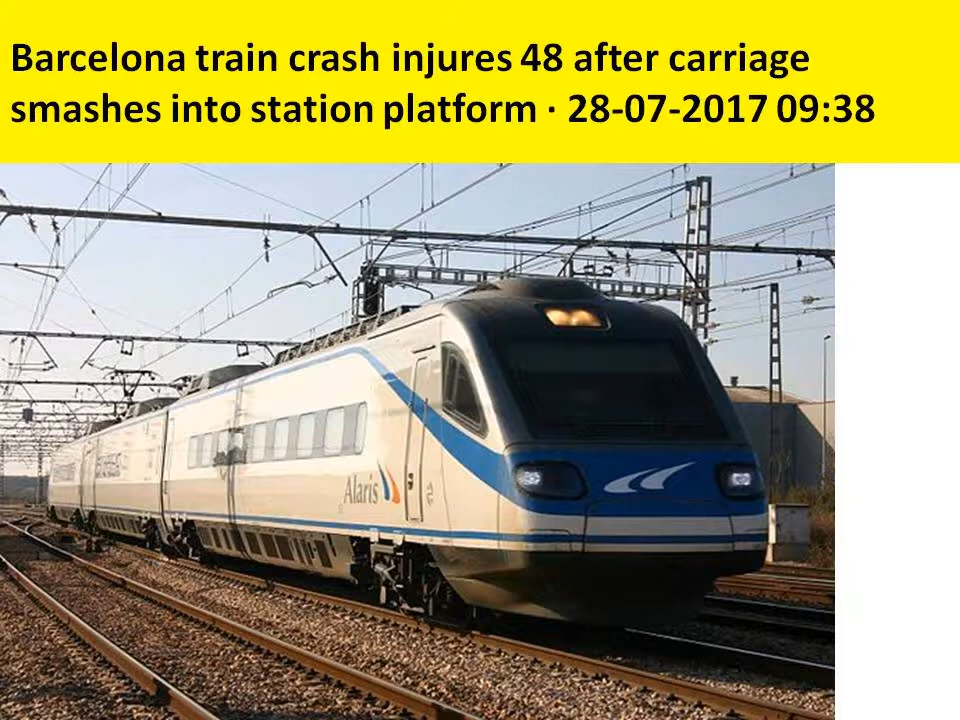 Barcelona train crash injures 48 after carriage
smashes into station platform · 28-07-2017 09:38
Alaris